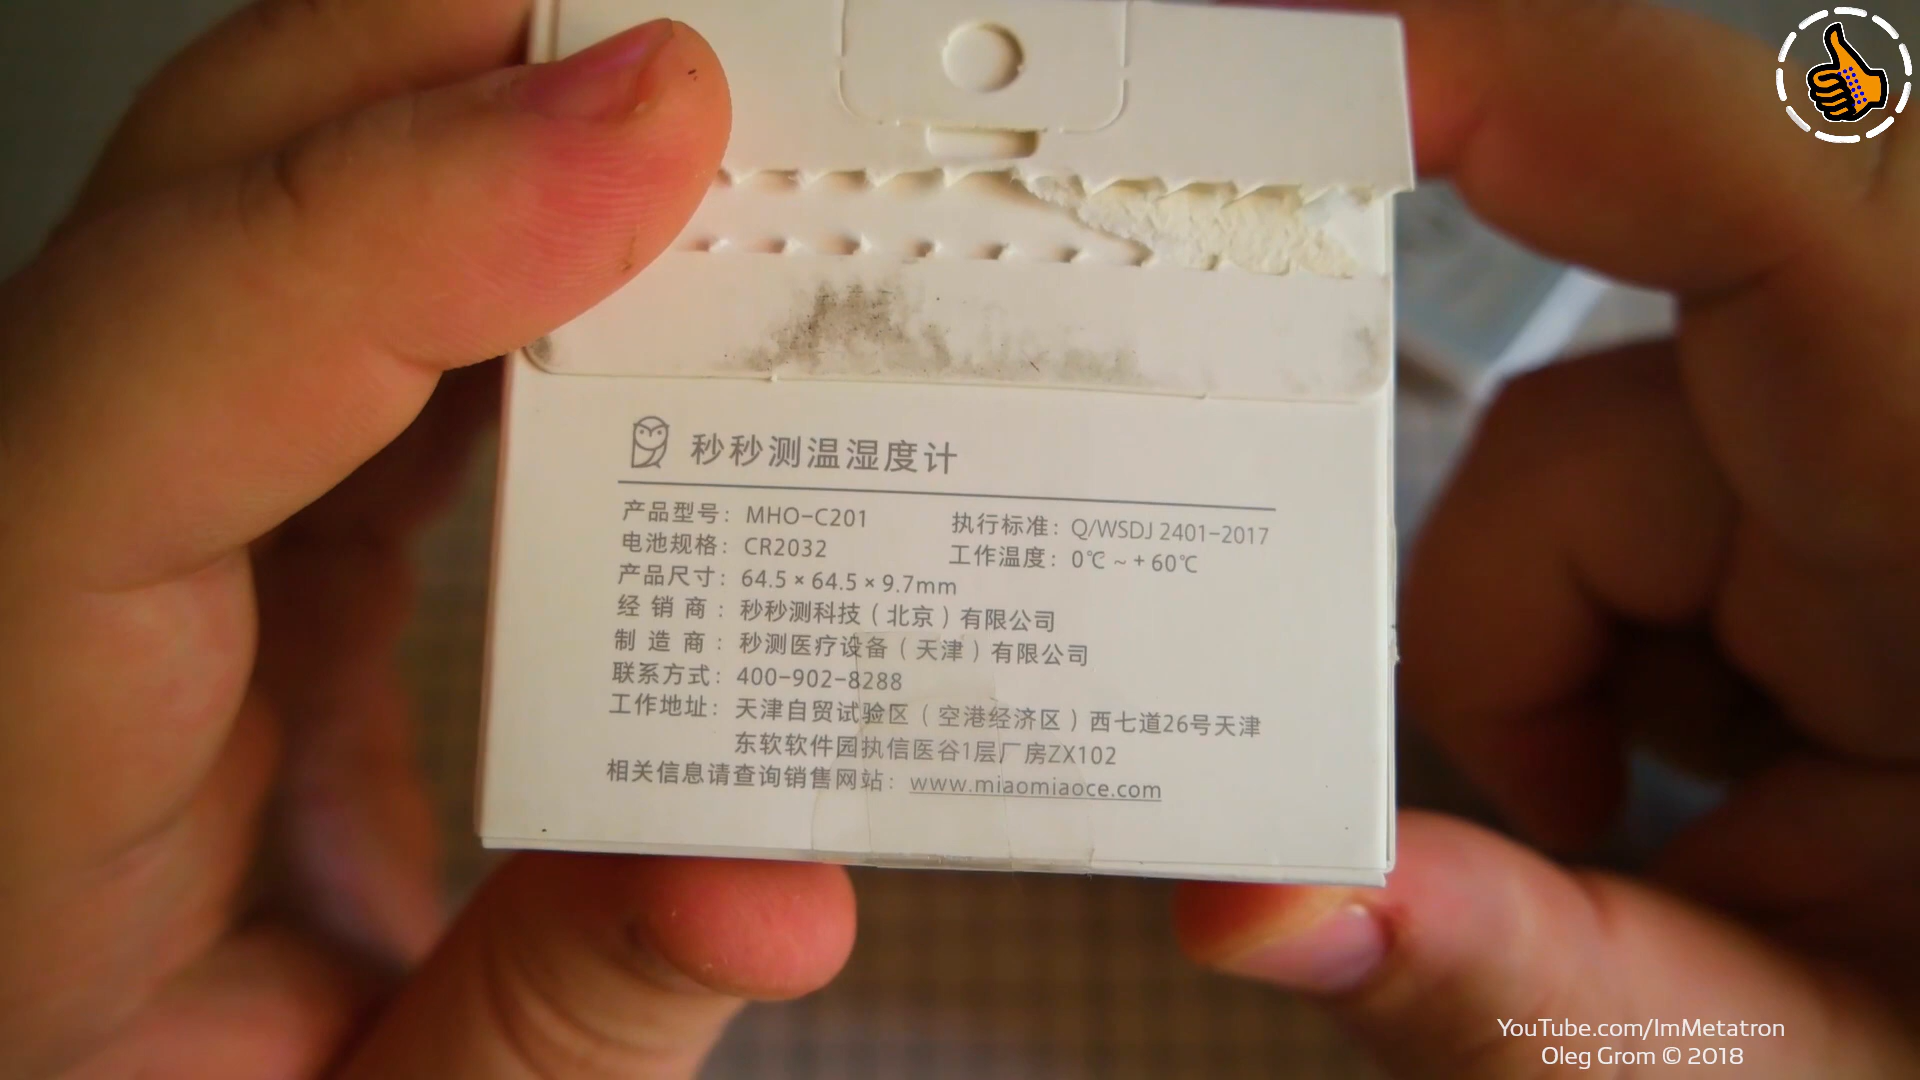 秒秒测温湿度计
产品型号：MHO-C201
执行标准：Q/WSDJ 2401-2017
电池规格：CR2032
工作温度：0℃ ~ + 60℃
产品尺寸：64.5 × 64.5 × 9.7mm
经 销 商：秒秒测科技（北京）有限公司
制 造 商：秒测医疗设备（天津）有限公司
联系方式：400-902-8288
工作地址：天津自贸试验区（空港经济区）西七道26号天津
东软软件园执信医谷1层厂房ZX102
相关信息请查询销售网站：www.miaomiaoce.com
YouTube.com/ImMetatron
Oleg Grom © 2018